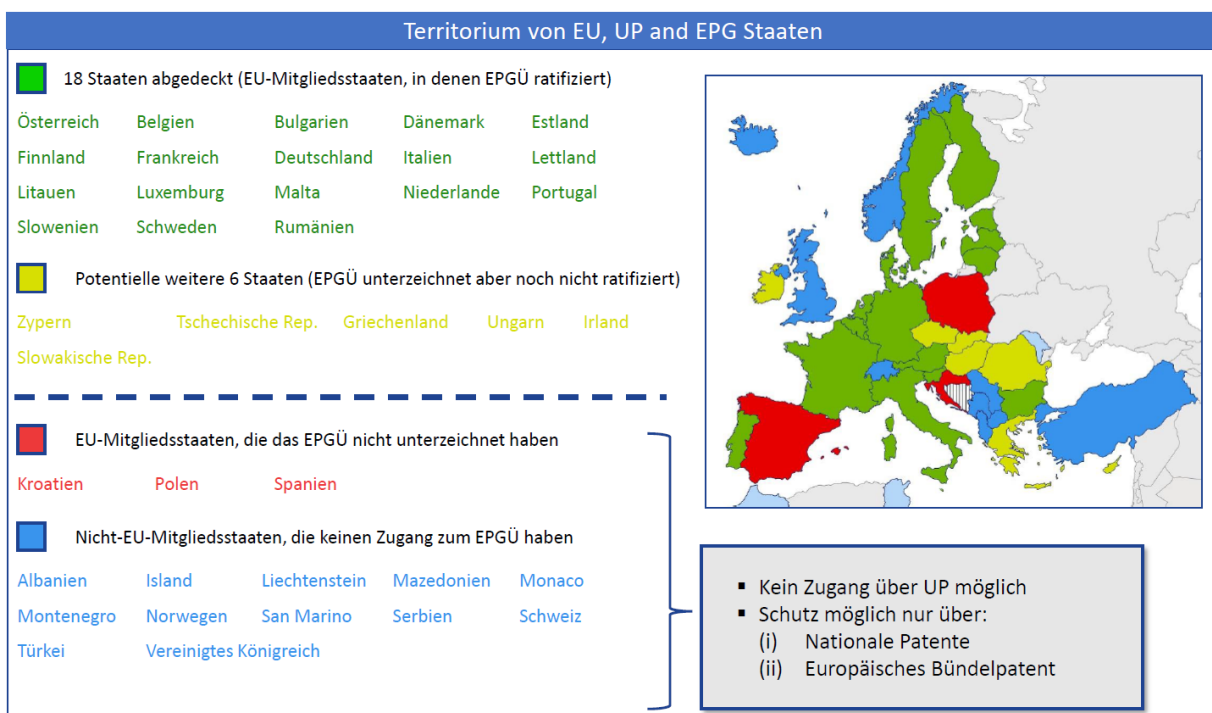 Territorium von EU, UP and EPG Staaten
18 Staaten abgedeckt (EU-Mitgliedsstaaten, in denen EPGÜ ratifiziert)
Österreich Belgien Bulgarien Dänemark Estland
Finnland Frankreich Deutschland Italien Lettland
Litauen Luxemburg Malta Niederlande Portugal
Slowenien Schweden Rumänien
Potentielle weitere 6 Staaten (EPGÜ unterzeichnet aber noch nicht ratifiziert)
Zypern Tschechische Rep. Griechenland Ungarn Irland
Slowakische Rep.
EU-Mitgliedsstaaten, die das EPGÜ nicht unterzeichnet haben
Kroatien Polen Spanien
Nicht-EU-Mitgliedsstaaten, die keinen Zugang zum EPGÜ haben
Albanien Island Liechtenstein Mazedonien Monaco
Montenegro Norwegen San Marino Serbien Schweiz
Türkei Vereinigtes Königreich
▪ Kein Zugang über UP möglich
▪ Schutz möglich nur über:
(i) Nationale Patente
(ii) Europäisches Bündelpatent